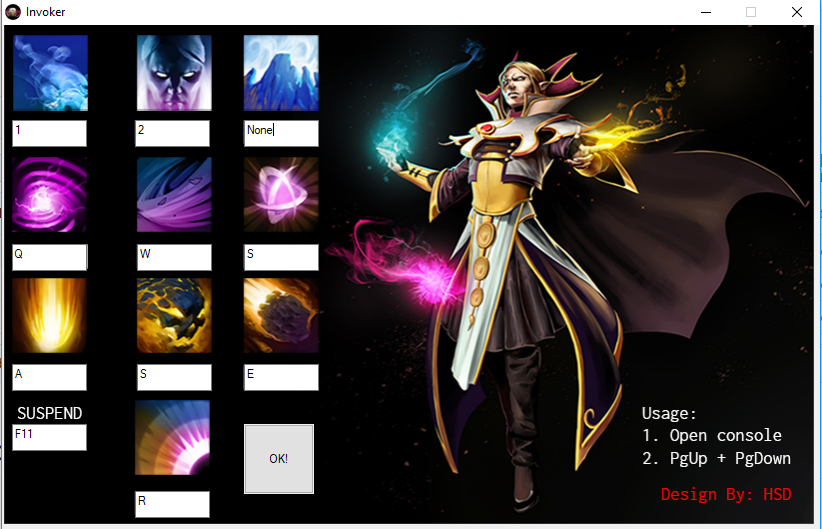 Invoker
1
2
None
Q
W
S
A
S
E
SUSPEND
F11
R
OK!
Usage:
1. Open console
2. PgUp + PgDown
Design By: HSD